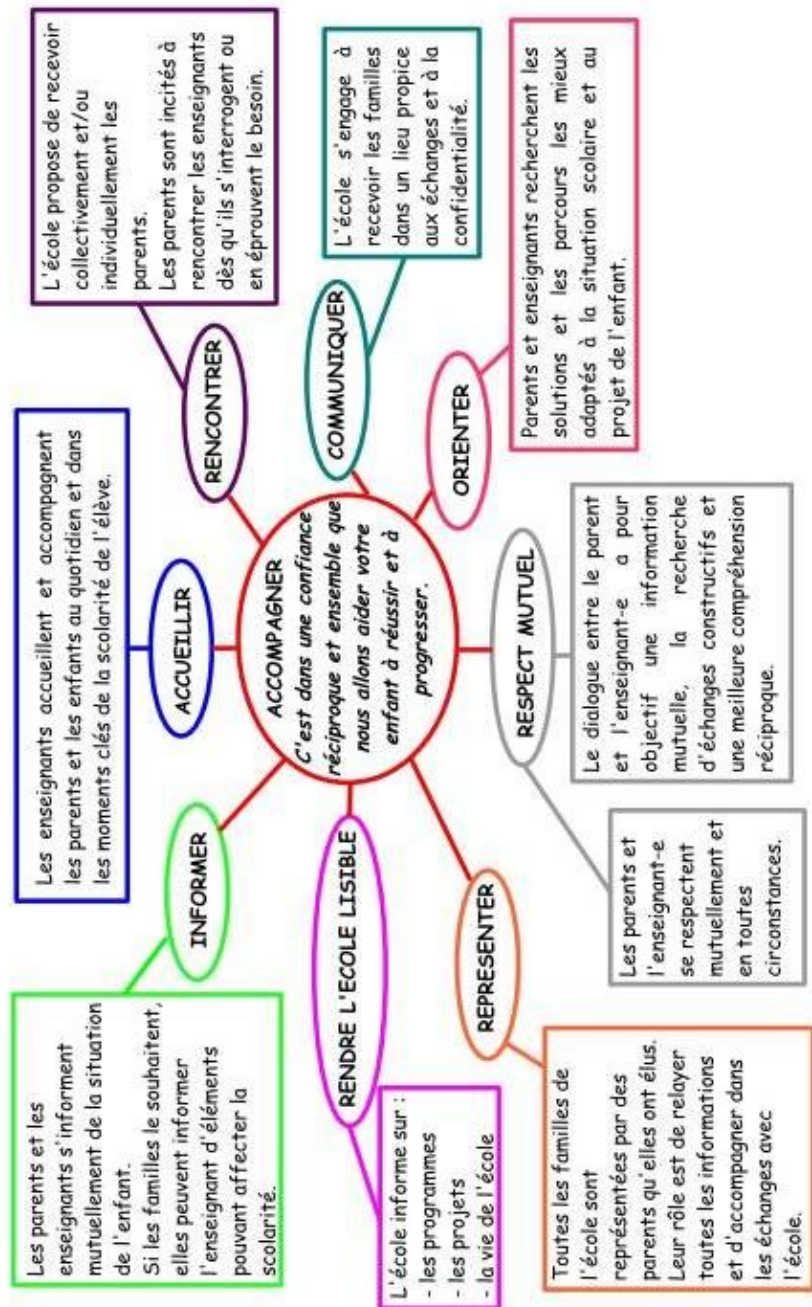 ACCOMPAGNER
C'est dans une confiance
réciproque et ensemble que
nous allons aider votre
enfant à réussir et à
progresser.
ACCUEILLIR
Les enseignants accueillent et accompagnent
les parents et les enfants au quotidien et dans
les moments clés de la scolarité de l'élève.
RENCONTRER
L'école propose de recevoir
collectivement et/ou
individuellement les
parents.
Les parents sont incités à
rencontrer les enseignants
dès qu'ils s'interrogent ou
en éprouvent le besoin.
COMMUNIQUER
L'école s'engage à
recevoir les familles
dans un lieu propice
aux échanges et à la
confidentialité.
ORIENTER
Parents et enseignants recherchent les
solutions et les parcours les mieux
adaptés à la situation scolaire et au
projet de l'enfant.
RESPECT MUTUEL
Le dialogue entre le parent
et l'enseignant-e a pour
objectif une information
mutuelle, la recherche
d'échanges constructifs et
une meilleure compréhension
réciproque.
Les parents et
l'enseignant-e
se respectent
mutuellement et
en toutes
circonstances.
REPRESENTER
Toutes les familles de
l'école sont
représentées par des
parents qu'elles ont élus.
Leur rôle est de relayer
toutes les informations
et d'accompagner dans
les échanges avec
l'école.
RENDRE L'ECOLE LISIBLE
L'école informe sur :
- les programmes
- les projets
- la vie de l'école
INFORMER
Les parents et les
enseignants s'informent
mutuellement de la situation
de l'enfant.
Si les familles le souhaitent,
elles peuvent informer
l'enseignant d'éléments
pouvant affecter la
scolarité.